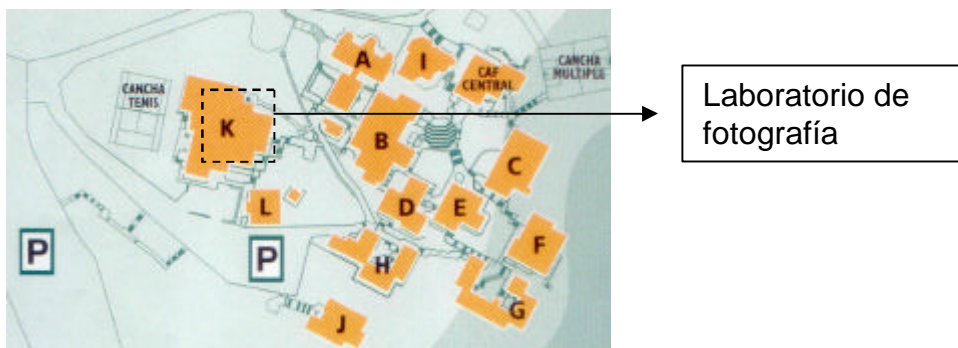 A
I
CAF
CENTRAL
CANCHA
MULTIPLE
CANCHA
TENIS
K
B
C
Laboratorio de
fotografía
L
D
E
F
P
P
H
G
J